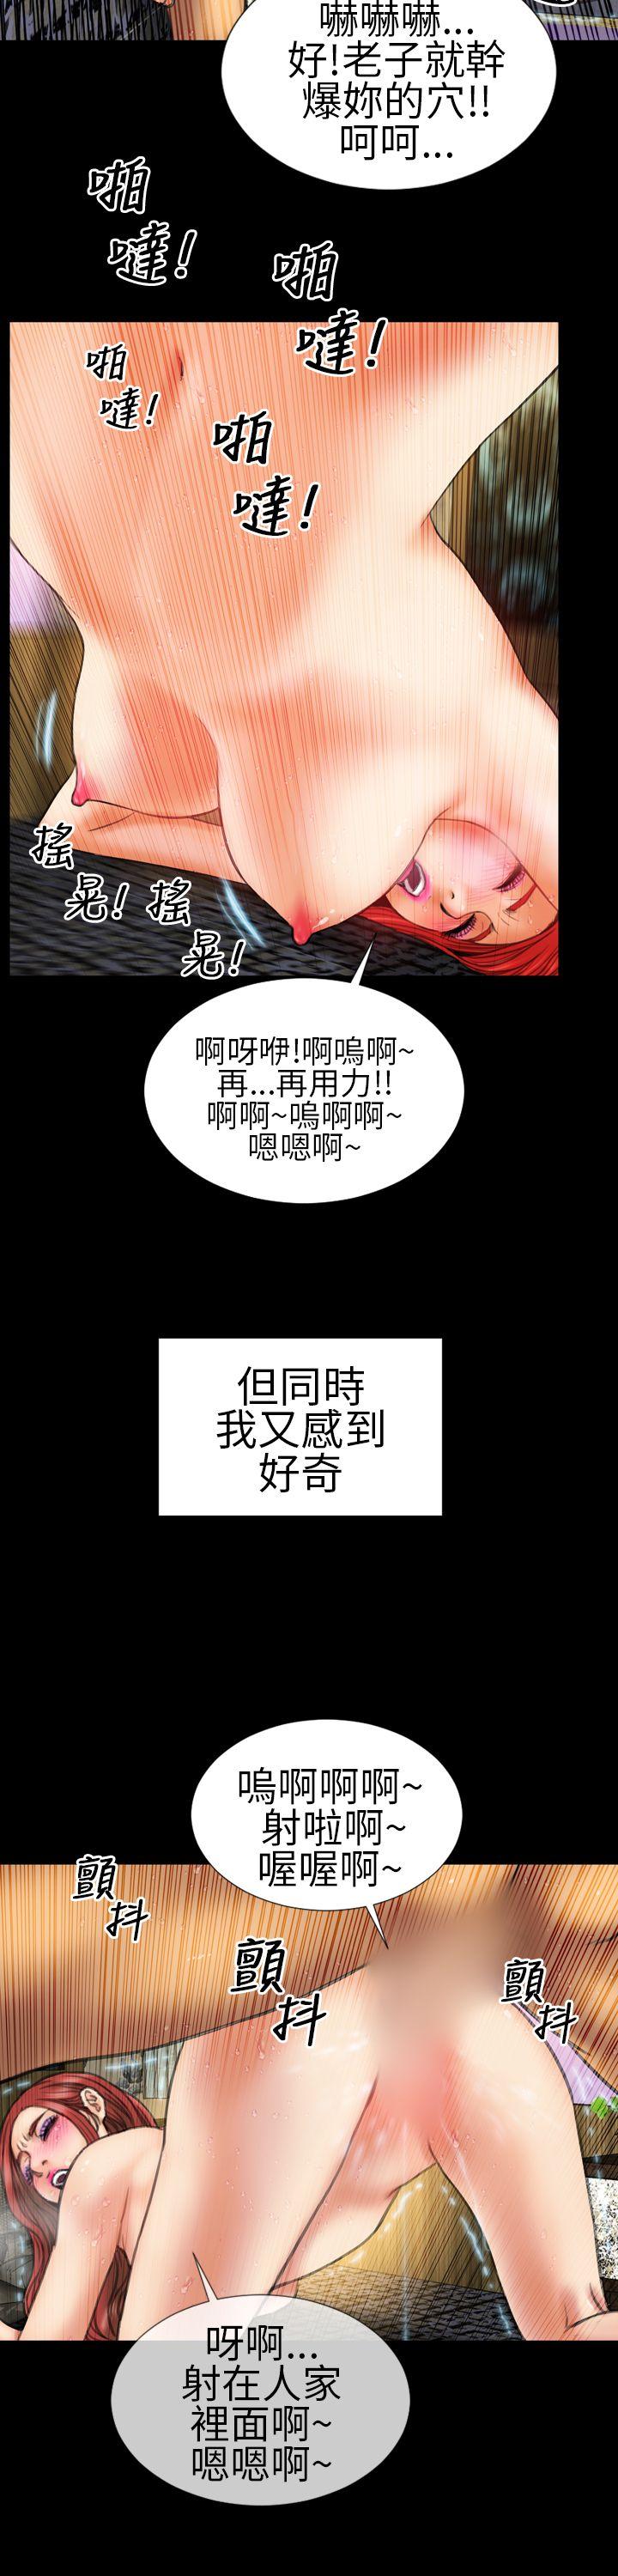 嚇嚇嚇...
好!老子就幹
爆妳的穴!!
呵呵...
啪
噠!
啪
噠!
啪
噠!
啪
噠!
搖
晃!
搖
晃!
啊呀咿!啊嗚啊~
再...再用力!!
啊啊~嗚啊啊~
嗯嗯啊~
但同時
我又感到
好奇
嗚啊啊啊~
射啦啊~
喔喔啊~
顫
抖
顫
抖
顫
抖
呀啊...
射在人家
裡面啊~
嗯嗯啊~